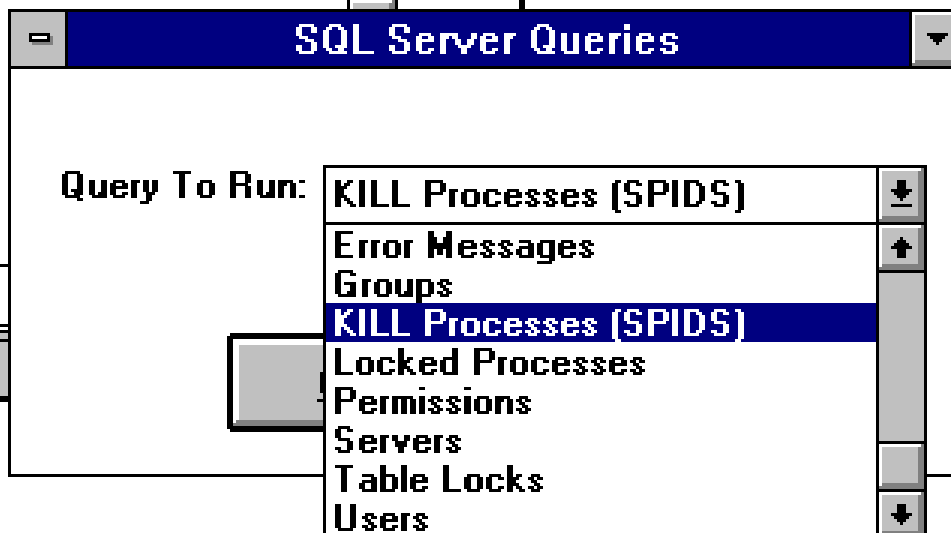 SQL Server Queries
Query To Run: KILL Processes (SPIDS)
Error Messages
Groups
KILL Processes (SPIDS)
Locked Processes
Permissions
Servers
Table Locks
Users